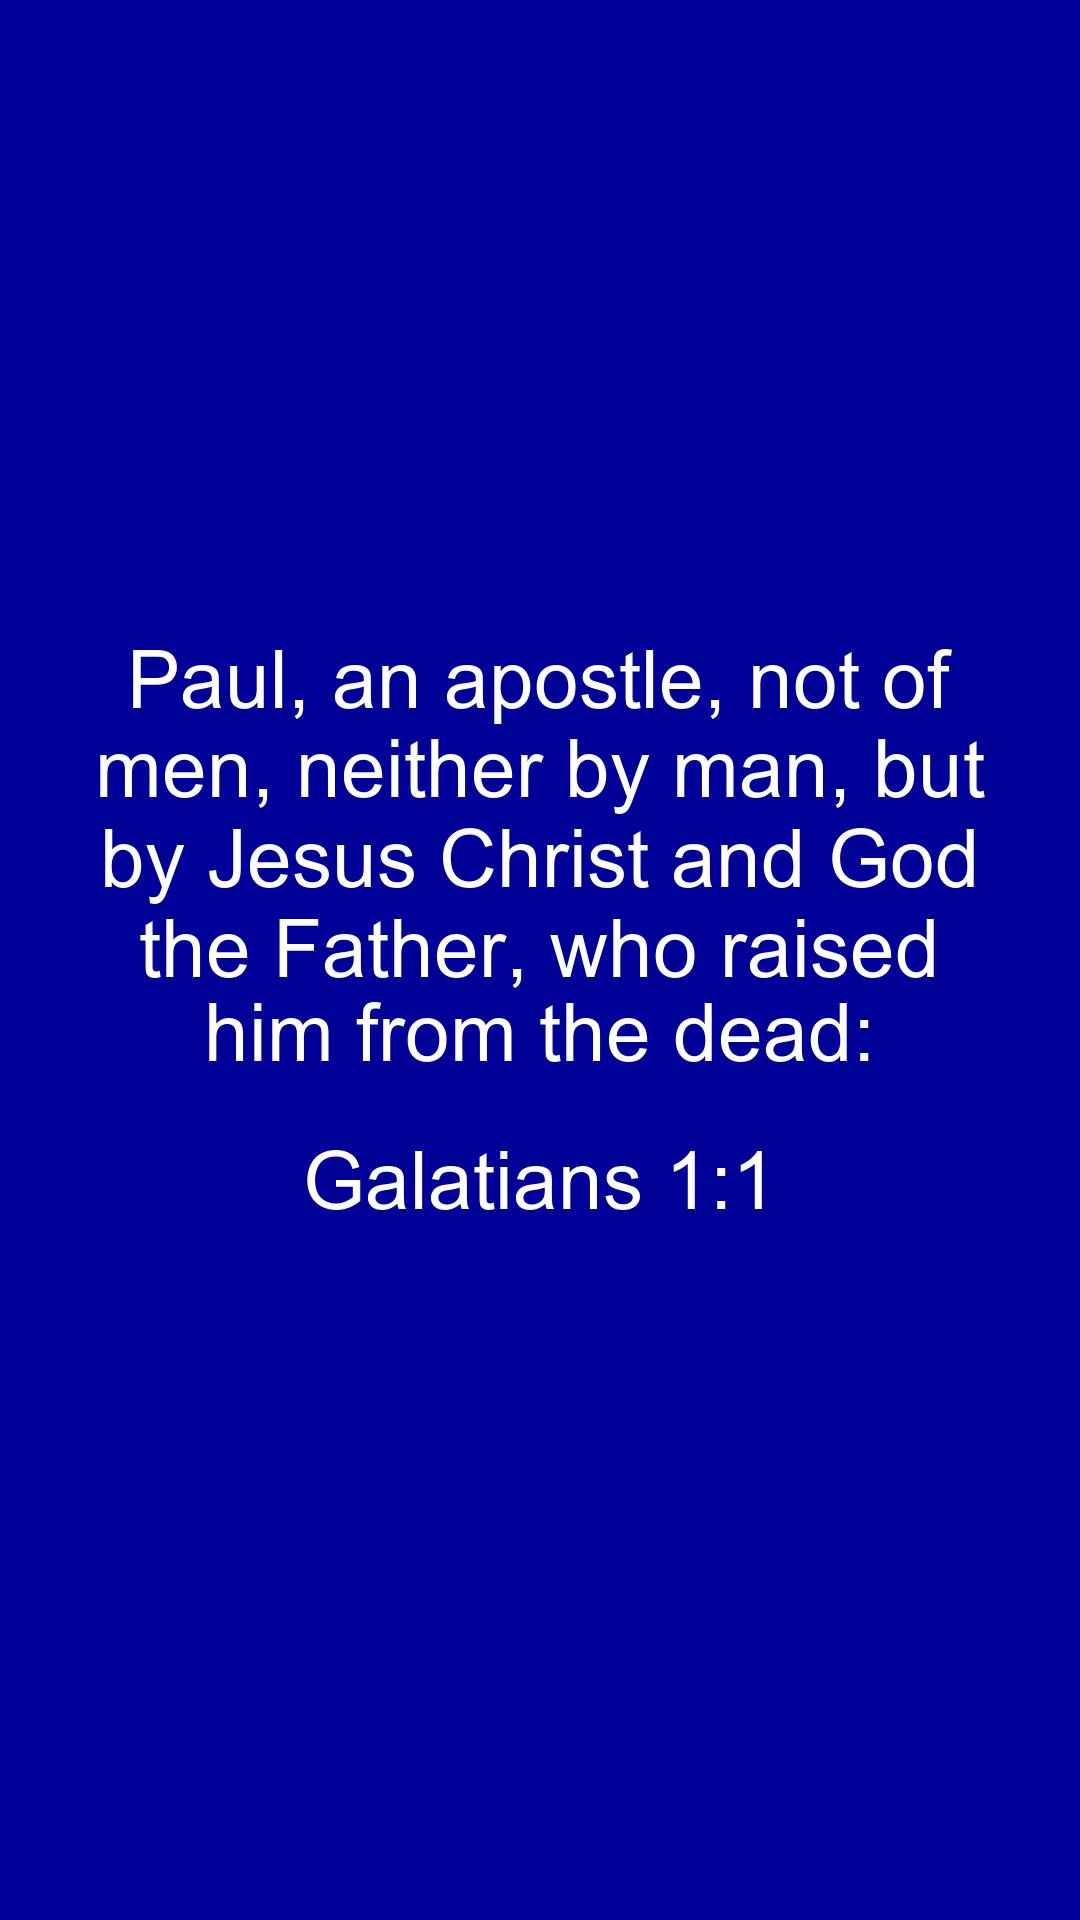 Paul, an apostle, not of
men, neither by man, but
by Jesus Christ and God
the Father, who raised
him from the dead:
Galatians 1:1